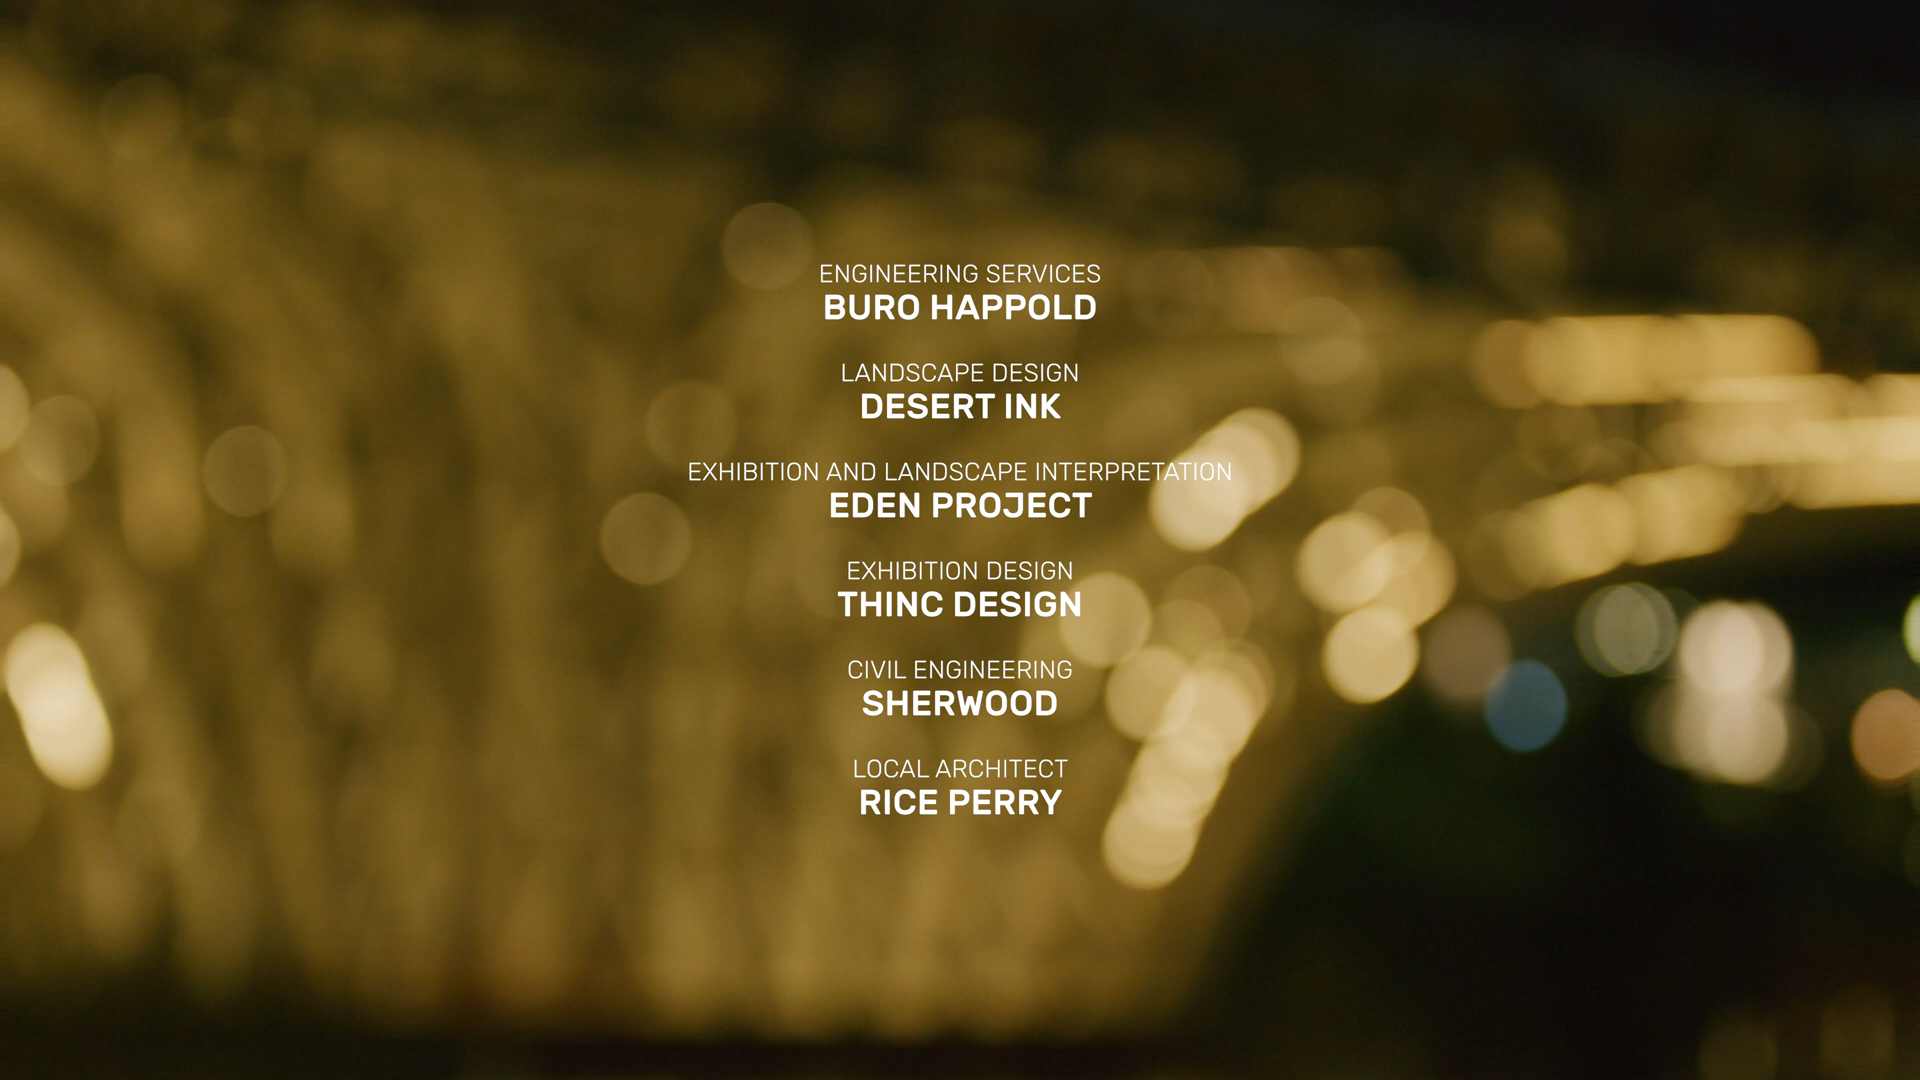 ENGINEERING SERVICES
BURO HAPPOLD
LANDSCAPE DESIGN
DESERT INK
EXHIBITION AND LANDSCAPE INTERPRETATION
EDEN PROJECT
EXHIBITION DESIGN
THINC DESIGN
CIVIL ENGINEERING
SHERWOOD
LOCAL ARCHITECT
RICE PERRY